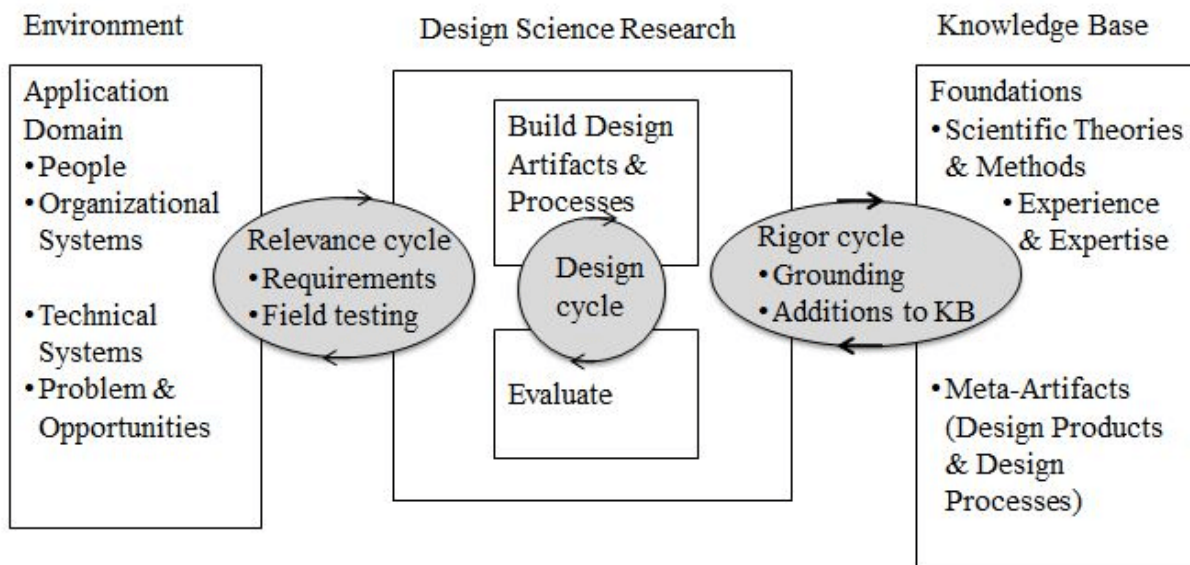 Environment
Design Science Research
Knowledge Base
Application
Domain
•People
•Organizational
Systems
•Technical
Systems
•Problem &
Opportunities
Relevance cycle
•Requirements
•Field testing
Build Design
Artifacts &
Processes
Design
cycle
Evaluate
Rigor cycle
•Grounding
•Additions to KB
Foundations
•Scientific Theories
& Methods
•Experience
& Expertise
•Meta-Artifacts
(Design Products
& Design
Processes)